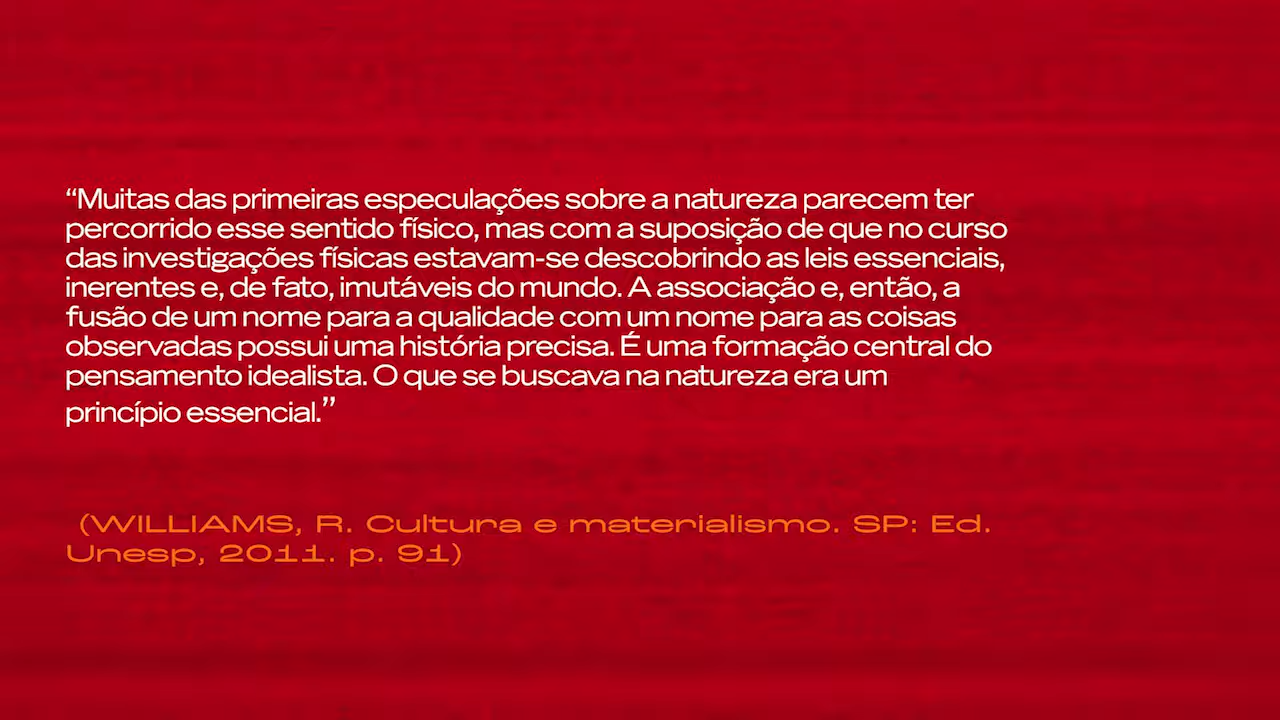 “Muitas das primeiras especulações sobre a natureza parecem ter
percorrido esse sentido físico, mas com a suposição de que no curso
das investigações físicas estavam-se descobrindo as leis essenciais,
inerentes e, de fato, imutáveis do mundo. A associação e, então, a
fusão de um nome para a qualidade com um nome para as coisas
observadas possui uma história precisa. É uma formação central do
pensamento idealista. O que se buscava na natureza era um
princípio essencial.”
(WILLIAMS, R. Cultura e materialismo. SP: Ed.
Unesp, 2011. p. 91)